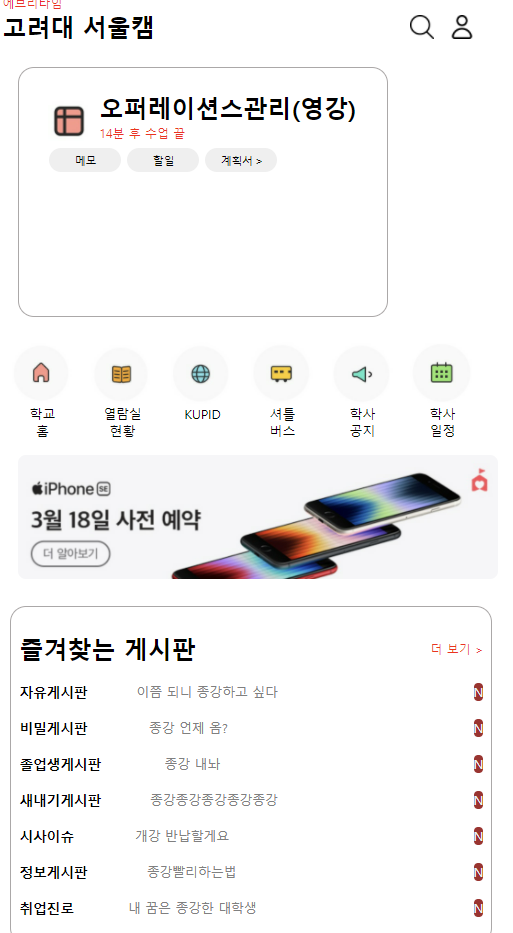 에브리타임
고려대 서울캠
오퍼레이션스관리(영강)
14분 후 수업 끝
메모 할일 계획서 >
학교 홈
열람실 현황
KUPID
셔틀 버스
학사 공지
학사 일정
iPhone SE
3월 18일 사전 예약
더 알아보기
즐겨찾는 게시판 더 보기 >
자유게시판 이쯤 되니 종강하고 싶다 N
비밀게시판 종강 언제 옴? N
졸업생게시판 종강 내놔 N
새내기게시판 종강종강종강종강종강 N
시사이슈 개강 반납할게요 N
정보게시판 종강빨리하는법 N
취업진로 내 꿈은 종강한 대학생 N